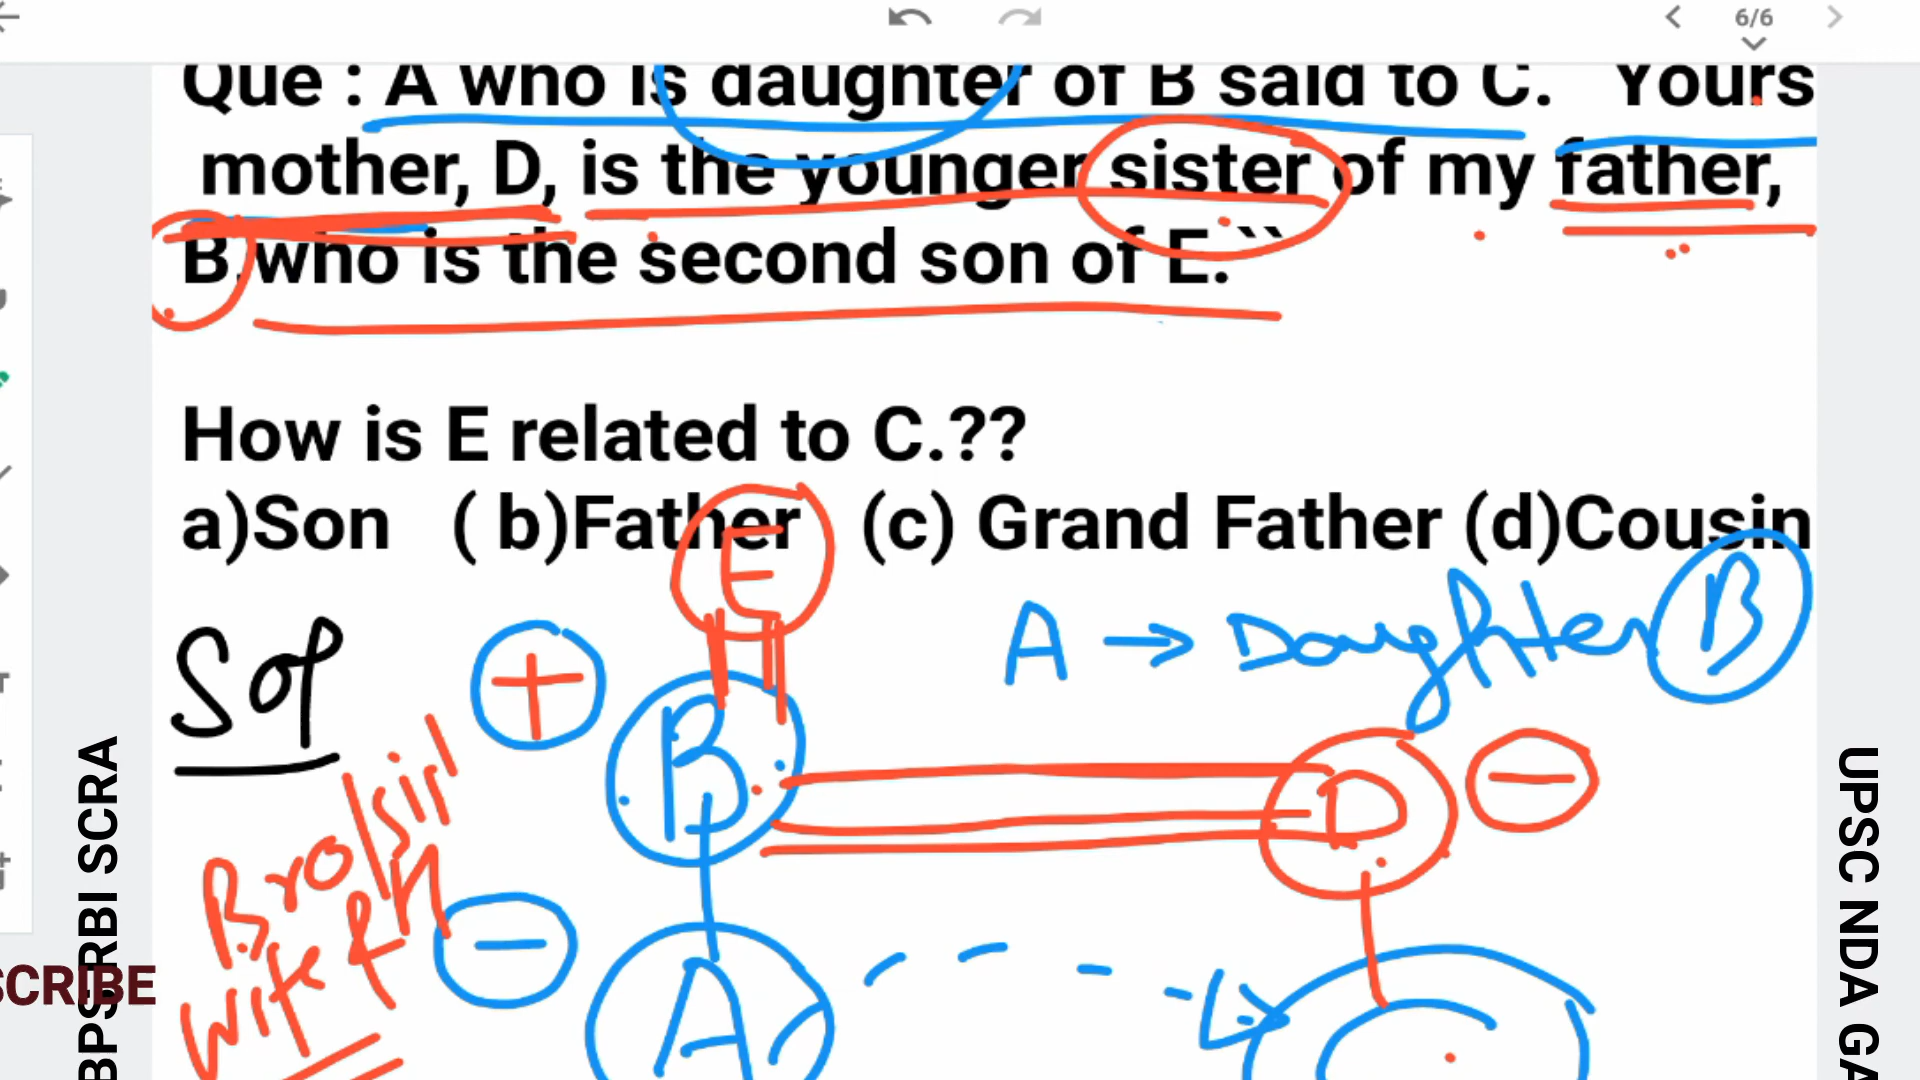 6/6
Que : A who is daughter of B said to C. Yours
mother, D, is the younger sister of my father,
B.who is the second son of E.``
How is E related to C.??
a)Son ( b)Father (c) Grand Father (d)Cousin
E
Sol
+
B
A → Daughter B
D
−
Bro/sis
wife & H
−
A
SCRIBE
BPS RBI SCRA
UPSC NDA GA